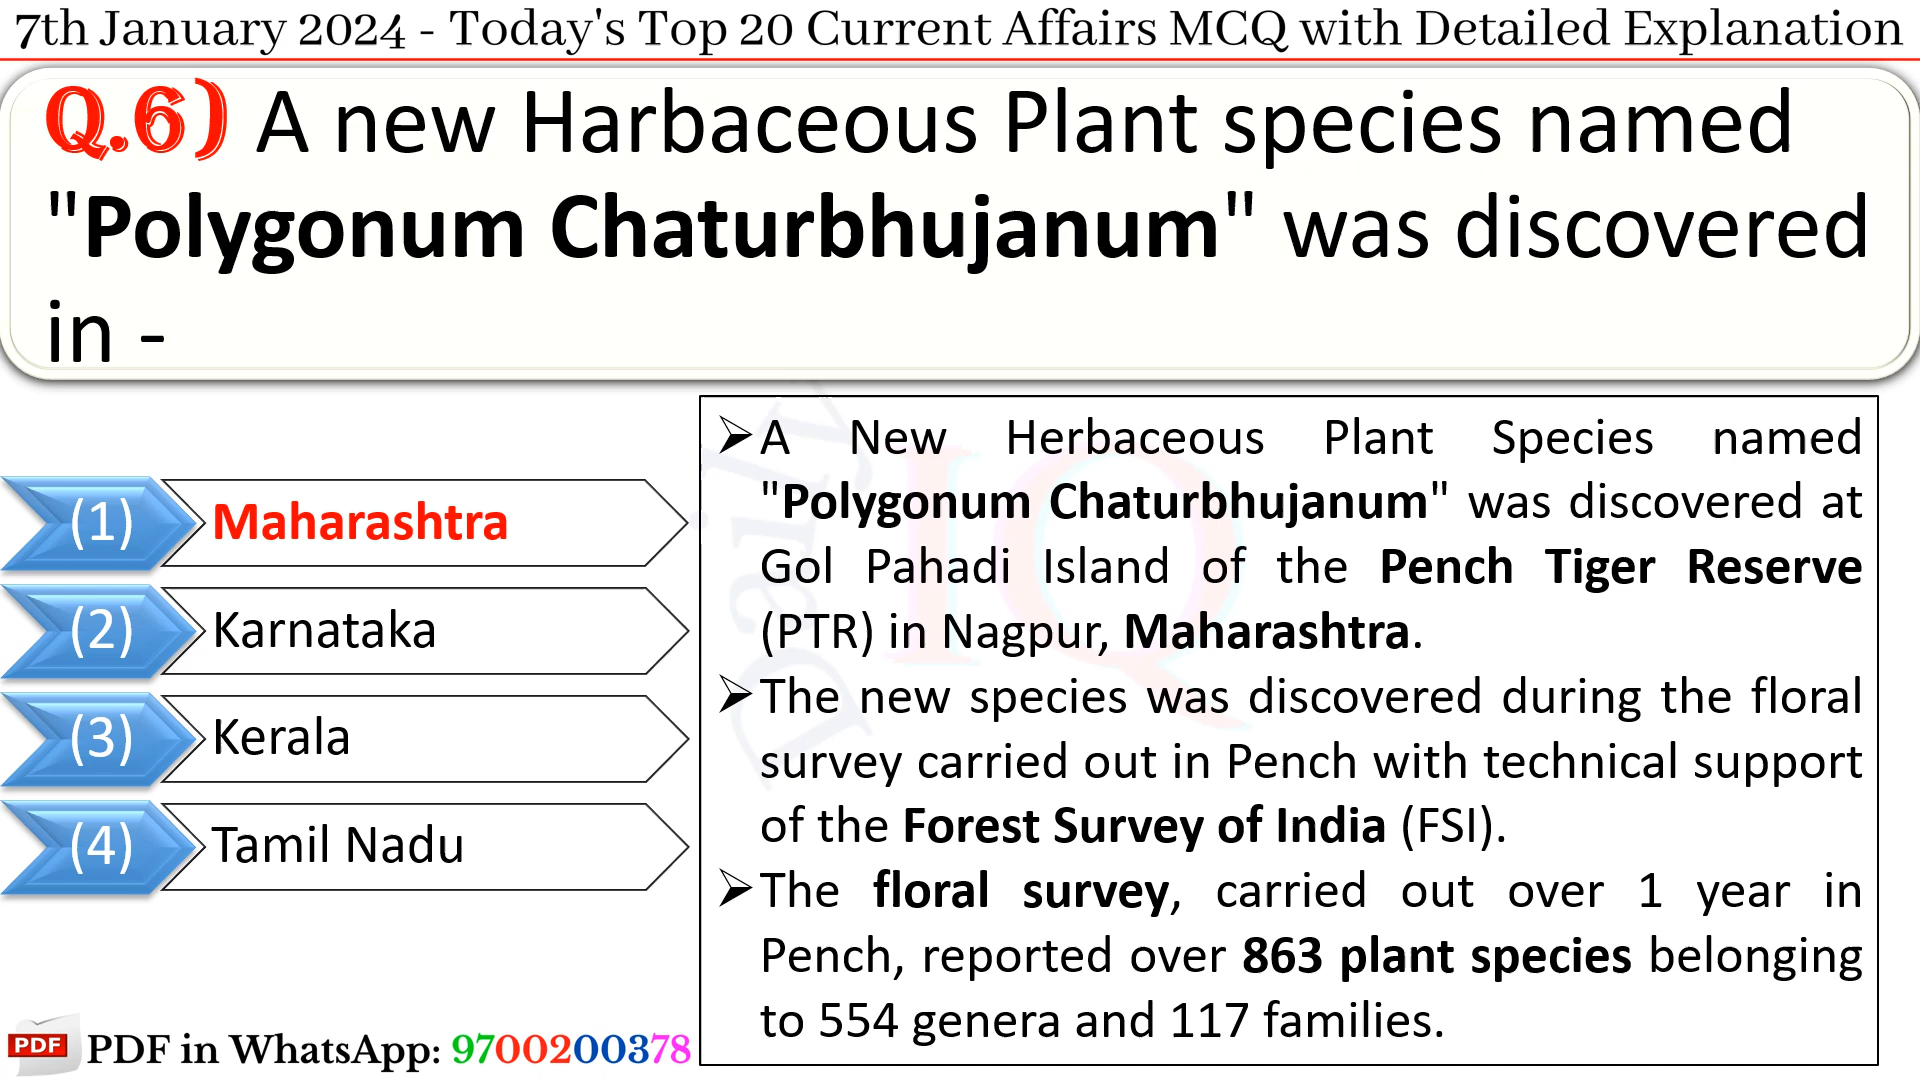 7th January 2024 - Today's Top 20 Current Affairs MCQ with Detailed Explanation
Q.6) A new Harbaceous Plant species named
"Polygonum Chaturbhujanum" was discovered
in -
(1) Maharashtra
(2) Karnataka
(3) Kerala
(4) Tamil Nadu
➢A New Herbaceous Plant Species named
"Polygonum Chaturbhujanum" was discovered at
Gol Pahadi Island of the Pench Tiger Reserve
(PTR) in Nagpur, Maharashtra.
➢The new species was discovered during the floral
survey carried out in Pench with technical support
of the Forest Survey of India (FSI).
➢The floral survey, carried out over 1 year in
Pench, reported over 863 plant species belonging
to 554 genera and 117 families.
Daily
IQ
PDF PDF in WhatsApp: 9700200378